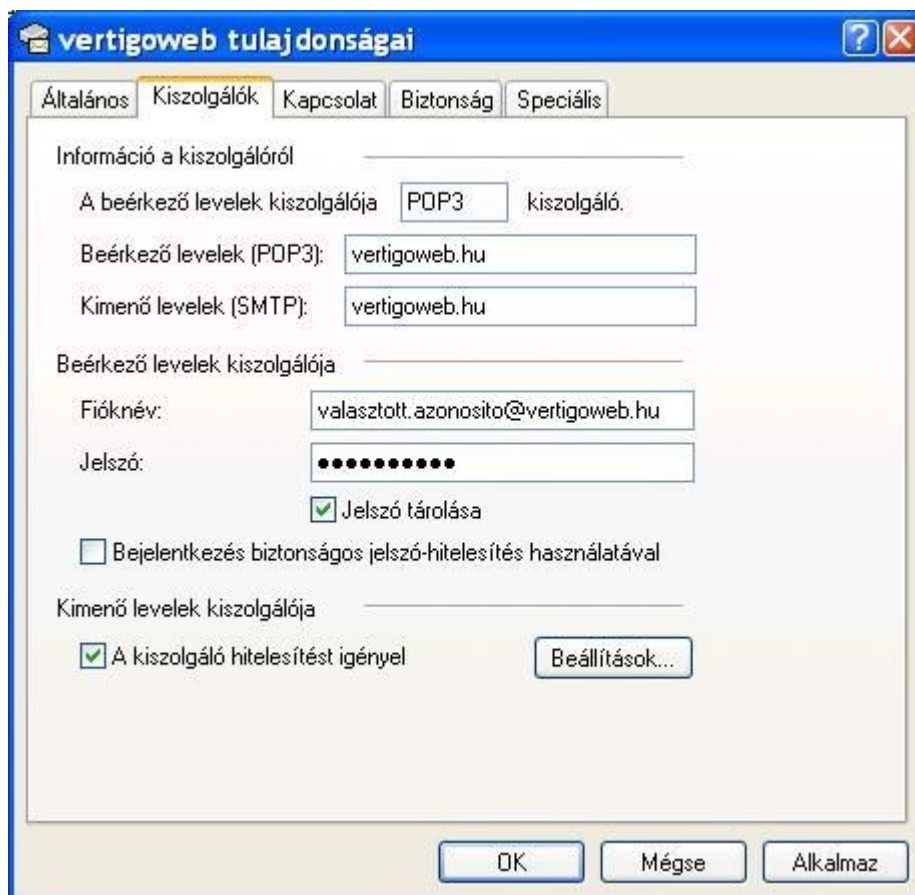 vertigoweb tulajdonságai
Általános Kiszolgálók Kapcsolat Biztonság Speciális
Információ a kiszolgálóról
A beérkező levelek kiszolgálója POP3 kiszolgáló.
Beérkező levelek (POP3): vertigoweb.hu
Kimenő levelek (SMTP): vertigoweb.hu
Beérkező levelek kiszolgálója
Fióknév: valasztott.azonosito@vertigoweb.hu
Jelszó: ●●●●●●●●●●
Jelszó tárolása
Bejelentkezés biztonságos jelszó-hitelesítés használatával
Kimenő levelek kiszolgálója
A kiszolgáló hitelesítést igényel Beállítások...
OK Mégse Alkalmaz